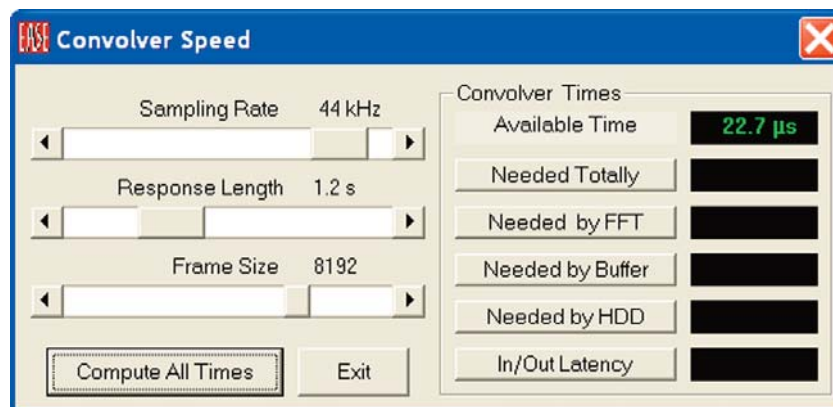 EASE Convolver Speed
Sampling Rate 44 kHz
Response Length 1.2 s
Frame Size 8192
Compute All Times
Exit
Convolver Times
Available Time 22.7 µs
Needed Totally
Needed by FFT
Needed by Buffer
Needed by HDD
In/Out Latency